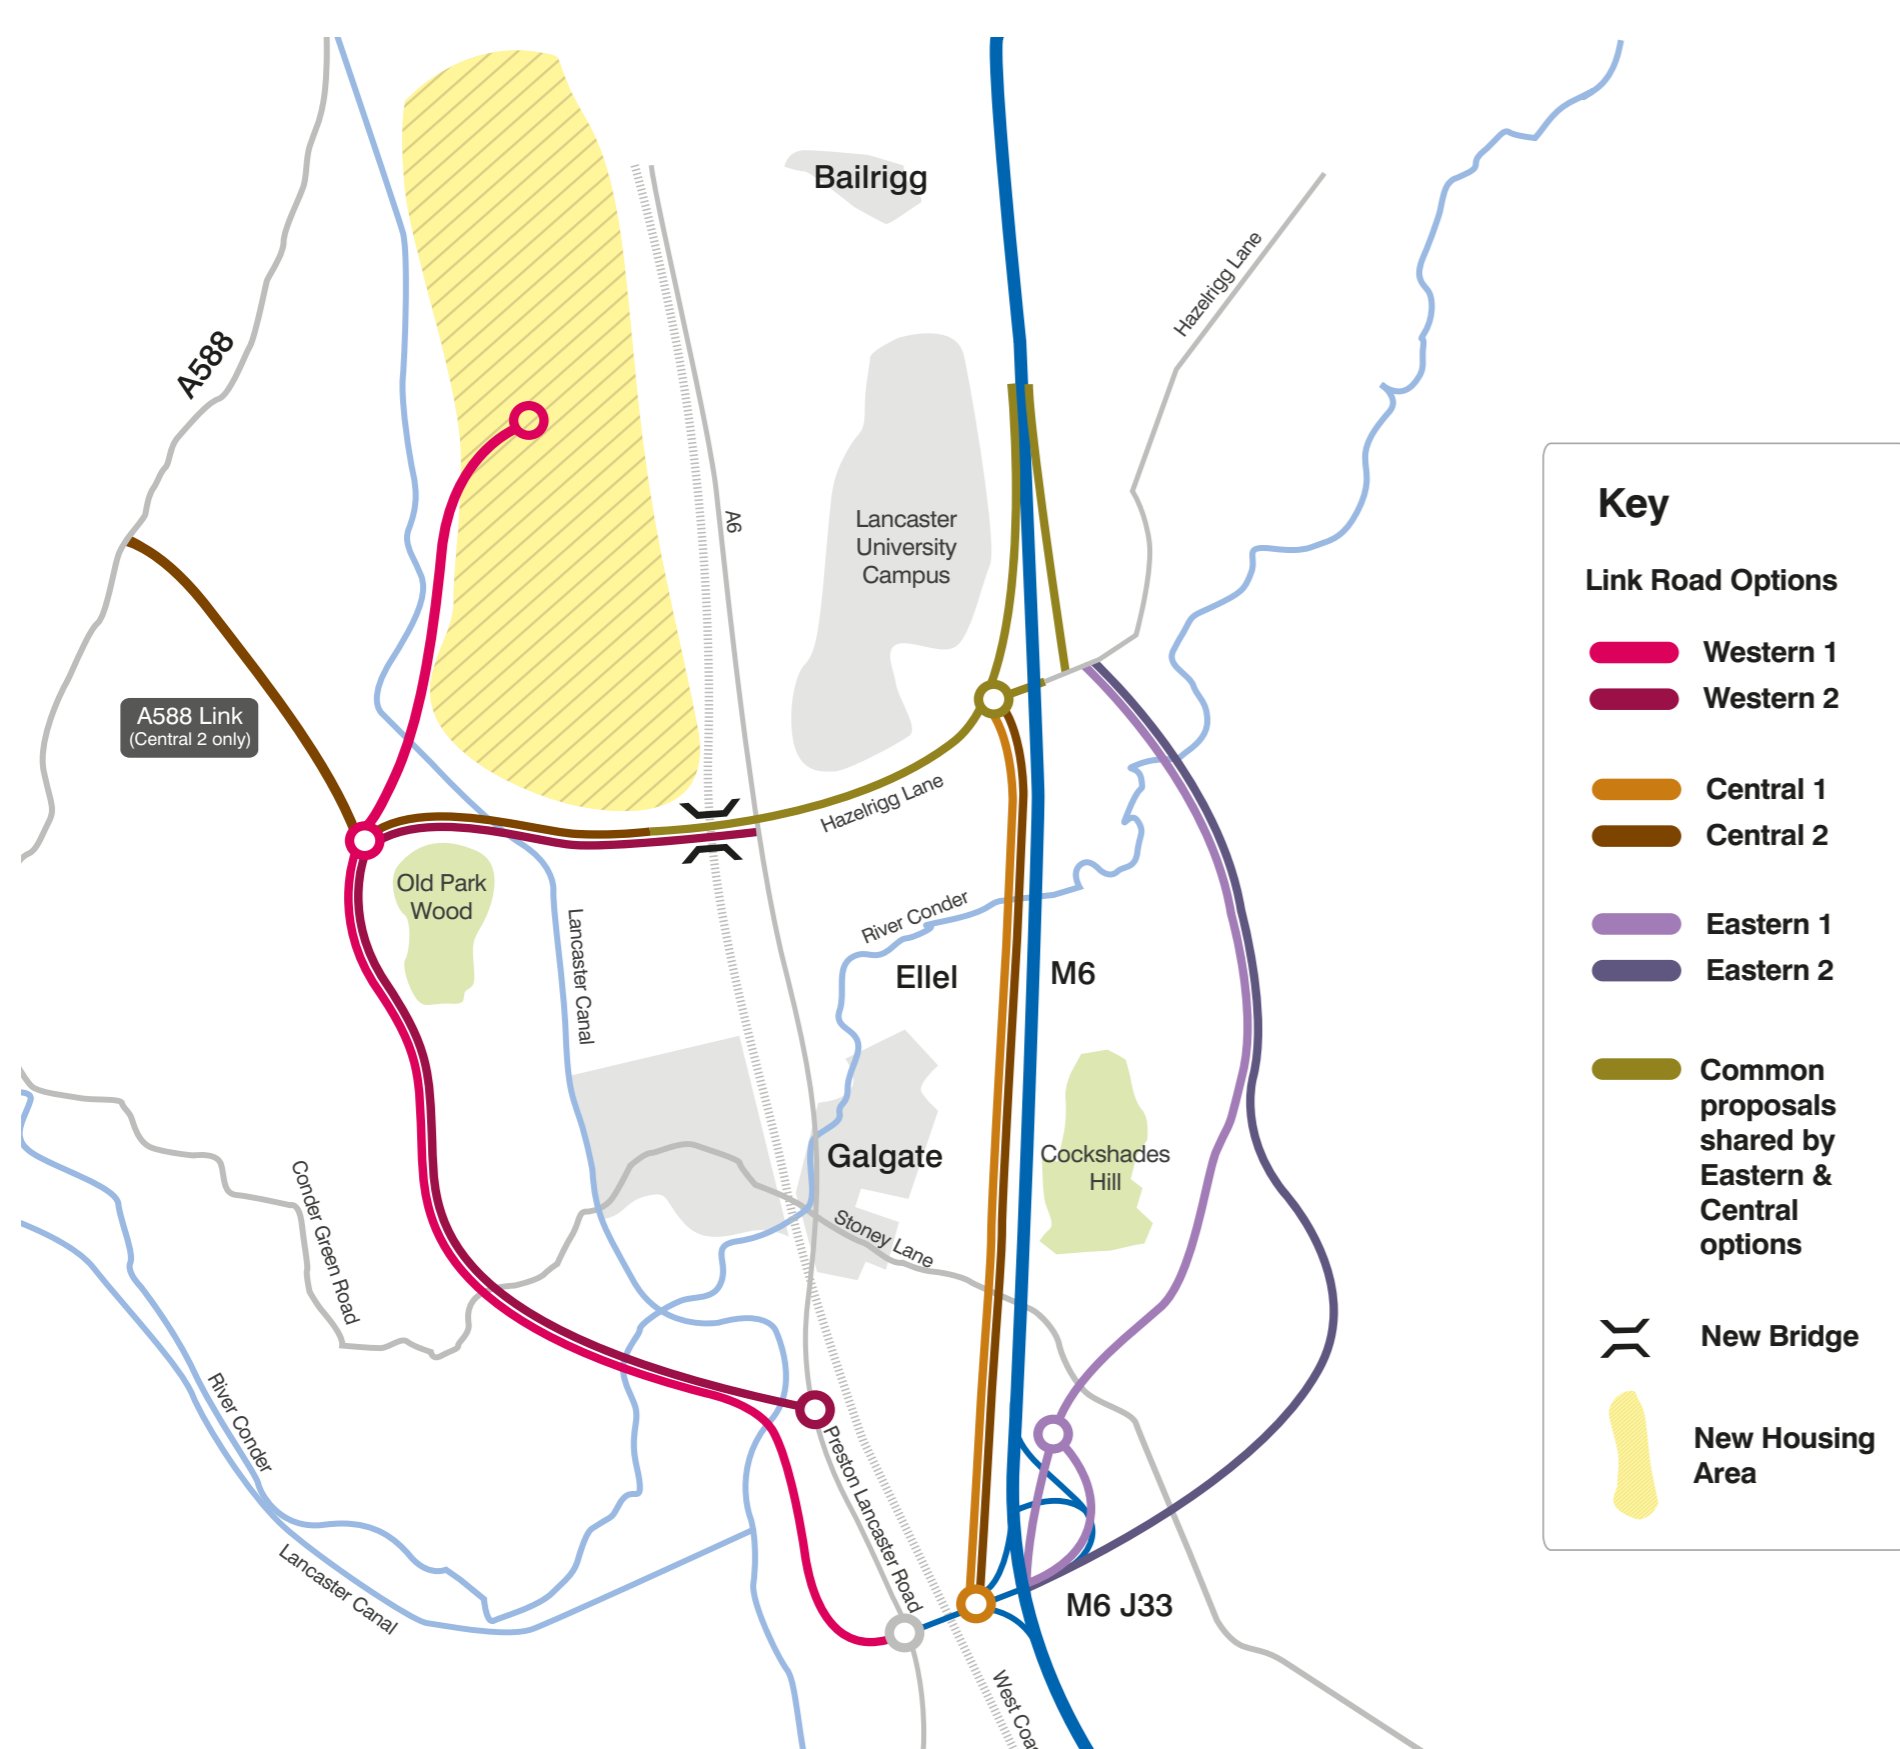 Bailrigg
Hazelrigg Lane
A588
A6
Lancaster
University
Campus
A588 Link
(Central 2 only)
Hazelrigg Lane
Old Park
Wood
River Conder
Lancaster Canal
Ellel
M6
Galgate
Cockshades
Hill
Conder Green Road
Stoney Lane
River Conder
Preston Lancaster Road
Lancaster Canal
M6 J33
West Coa
Key
Link Road Options
Western 1
Western 2
Central 1
Central 2
Eastern 1
Eastern 2
Common
proposals
shared by
Eastern &
Central
options
New Bridge
New Housing
Area